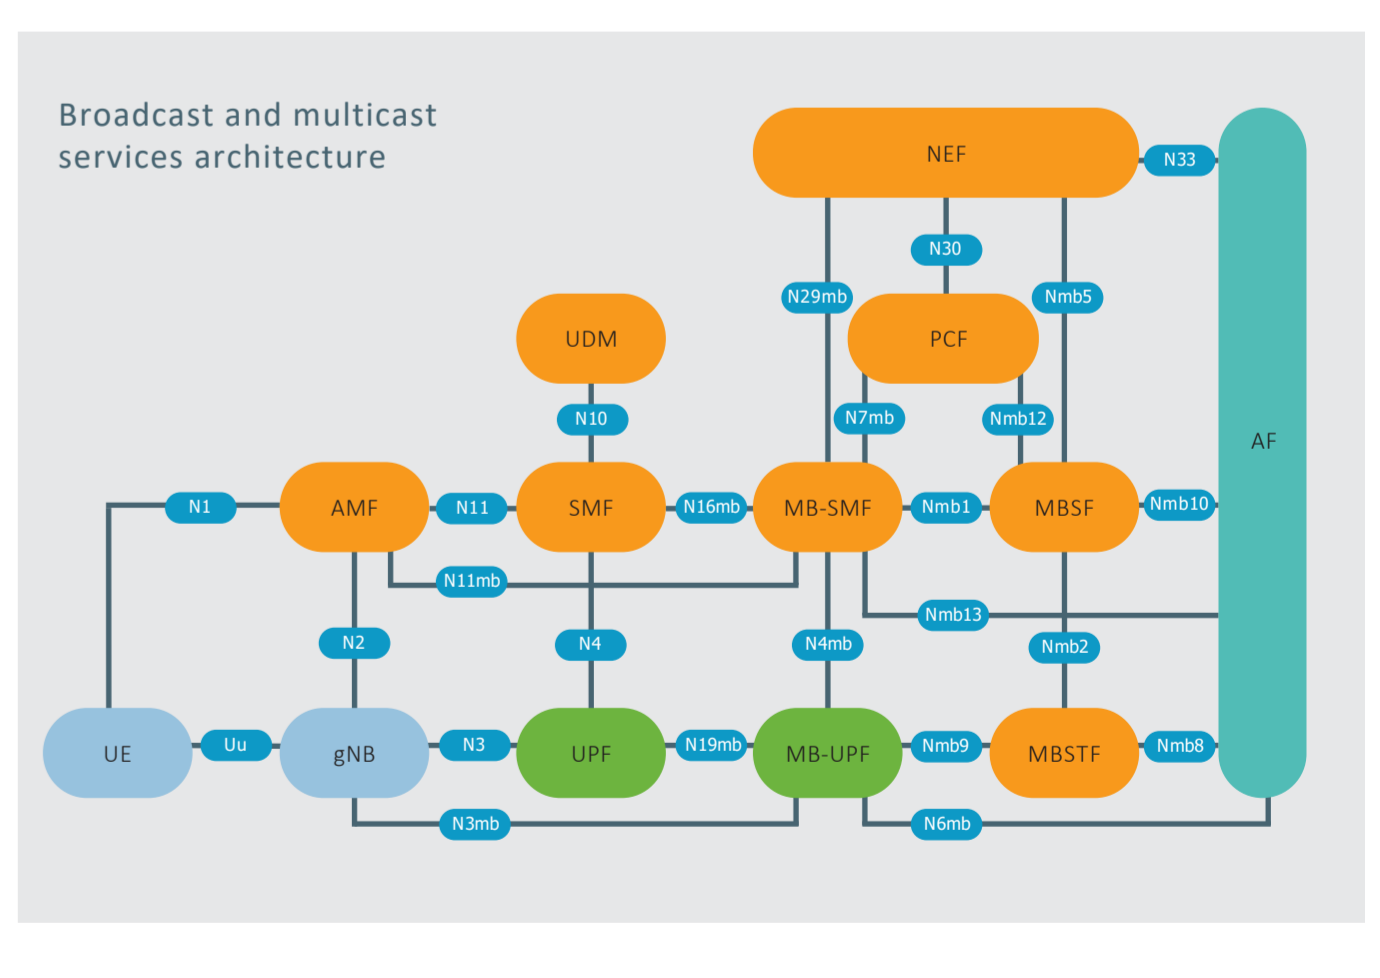 Broadcast and multicast
services architecture
NEF
N33
N30
N29mb
Nmb5
UDM
PCF
N10
N7mb
Nmb12
AF
N1
AMF
N11
SMF
N16mb
MB-SMF
Nmb1
MBSF
Nmb10
N11mb
Nmb13
N2
N4
N4mb
Nmb2
UE
Uu
gNB
N3
UPF
N19mb
MB-UPF
Nmb9
MBSTF
Nmb8
N3mb
N6mb